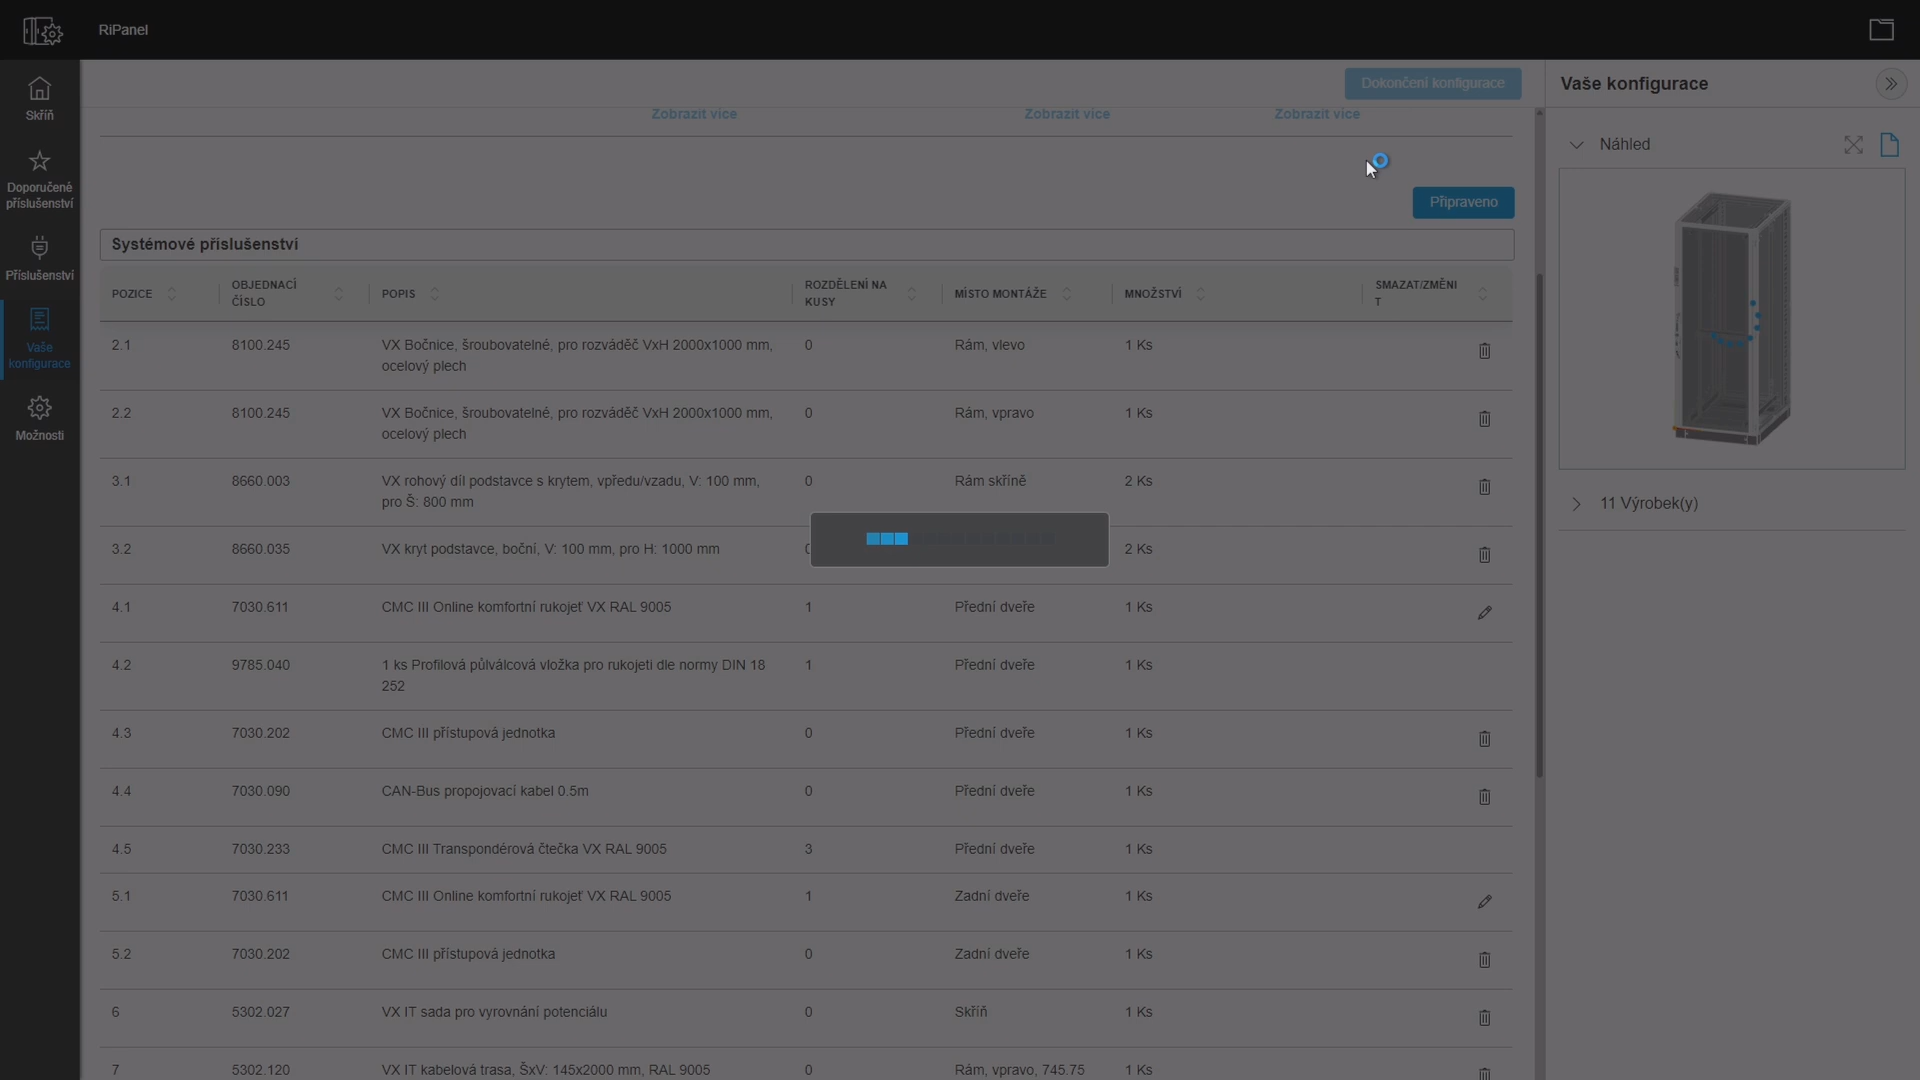 RiPanel
Skříň
Doporučené
příslušenství
Příslušenství
Vaše
konfigurace
Možnosti
Dokončení konfigurace
Zobrazit více
Zobrazit více
Zobrazit více
Připraveno
Systémové příslušenství
POZICE
OBJEDNACÍ
ČÍSLO
POPIS
ROZDĚLENÍ NA
KUSY
MÍSTO MONTÁŽE
MNOŽSTVÍ
SMAZAT/ZMĚNI
T
2.1 8100.245 VX Bočnice, šroubovatelné, pro rozváděč VxH 2000x1000 mm, 0 Rám, vlevo 1 Ks
ocelový plech
2.2 8100.245 VX Bočnice, šroubovatelné, pro rozváděč VxH 2000x1000 mm, 0 Rám, vpravo 1 Ks
ocelový plech
3.1 8660.003 VX rohový díl podstavce s krytem, vpředu/vzadu, V: 100 mm, 0 Rám skříně 2 Ks
pro Š: 800 mm
3.2 8660.035 VX kryt podstavce, boční, V: 100 mm, pro H: 1000 mm 2 Ks
4.1 7030.611 CMC III Online komfortní rukojeť VX RAL 9005 1 Přední dveře 1 Ks
4.2 9785.040 1 ks Profilová půlválcová vložka pro rukojeti dle normy DIN 18 1 Přední dveře 1 Ks
252
4.3 7030.202 CMC III přístupová jednotka 0 Přední dveře 1 Ks
4.4 7030.090 CAN-Bus propojovací kabel 0.5m 0 Přední dveře 1 Ks
4.5 7030.233 CMC III Transpondérová čtečka VX RAL 9005 3 Přední dveře 1 Ks
5.1 7030.611 CMC III Online komfortní rukojeť VX RAL 9005 1 Zadní dveře 1 Ks
5.2 7030.202 CMC III přístupová jednotka 0 Zadní dveře 1 Ks
6 5302.027 VX IT sada pro vyrovnání potenciálu 0 Skříň 1 Ks
7 5302.120 VX IT kabelová trasa, ŠxV: 145x2000 mm, RAL 9005 0 Rám, vpravo, 745.75 1 Ks
Vaše konfigurace
Náhled
11 Výrobek(y)